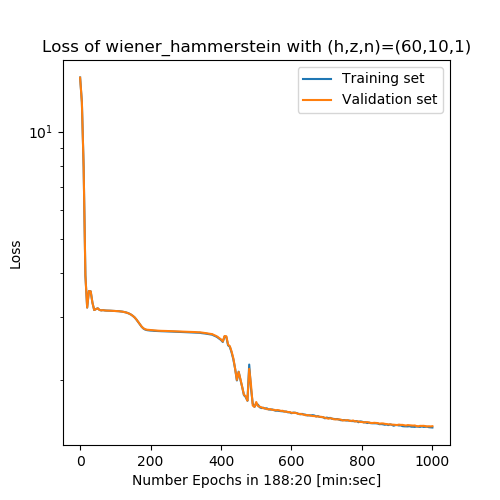 Loss of wiener_hammerstein with (h,z,n)=(60,10,1)
Training set
Validation set
10¹
Loss
0 200 400 600 800 1000
Number Epochs in 188:20 [min:sec]